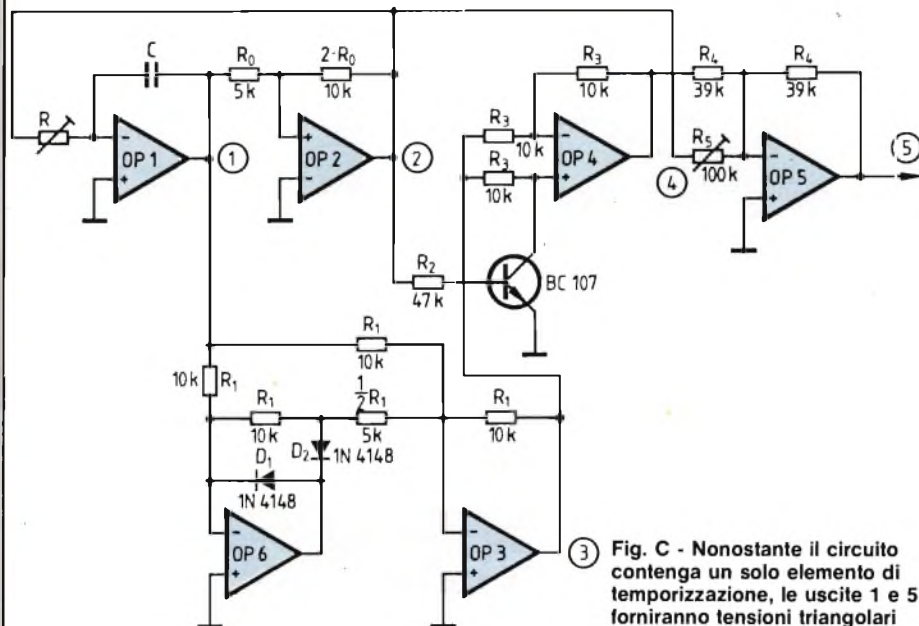 C
R₀
5k
2·R₀
10k
R₃
10k
R₄
39k
R₄
39k
R
-
OP 1
+
①
+
OP 2
-
②
R₃
10k
R₃
10k
-
OP 4
+
④
R₅
100k
-
OP 5
+
⑤
R₂
47k
BC 107
R₁
10k
10k
R₁
R₁
10k
½R₁
5k
R₁
10k
D₁
1N 4148
D₂
1N 4148
-
OP 6
+
-
OP 3
+
③
Fig. C - Nonostante il circuito
contenga un solo elemento di
temporizzazione, le uscite 1 e 5
forniranno tensioni triangolari